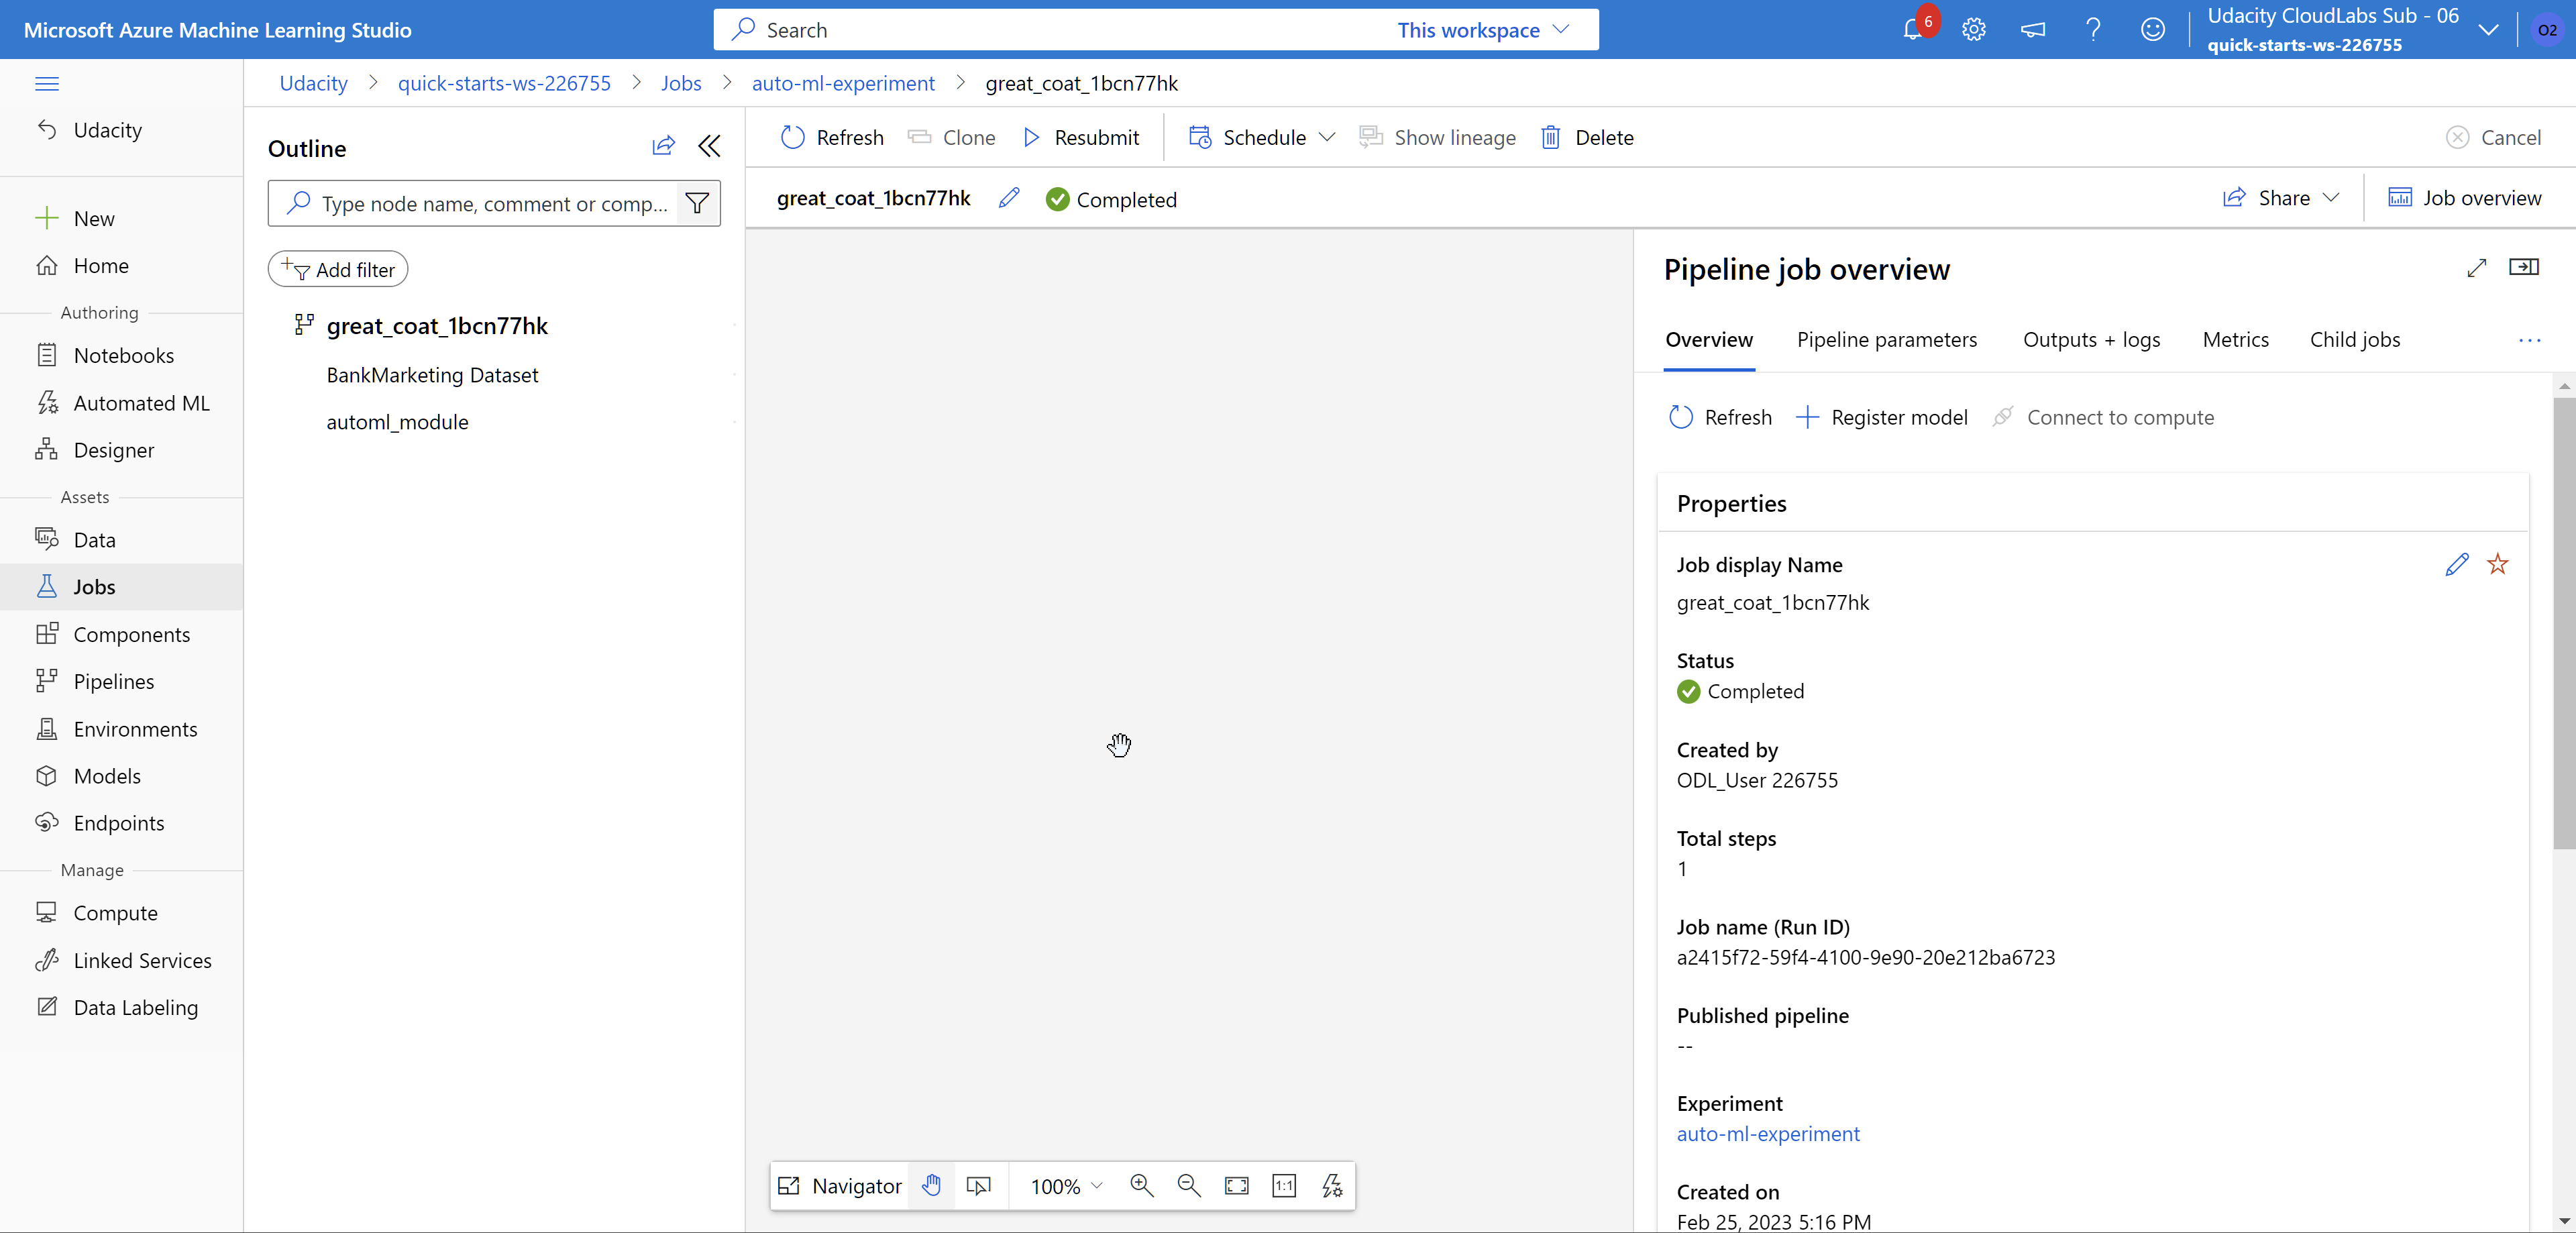 Microsoft Azure Machine Learning Studio
Search
This workspace
6
Udacity CloudLabs Sub - 06
quick-starts-ws-226755
O2
Udacity
quick-starts-ws-226755
Jobs
auto-ml-experiment
great_coat_1bcn77hk
Udacity
New
Home
Authoring
Notebooks
Automated ML
Designer
Assets
Data
Jobs
Components
Pipelines
Environments
Models
Endpoints
Manage
Compute
Linked Services
Data Labeling
Outline
Type node name, comment or comp...
Add filter
great_coat_1bcn77hk
BankMarketing Dataset
automl_module
Refresh
Clone
Resubmit
Schedule
Show lineage
Delete
Cancel
great_coat_1bcn77hk
Completed
Share
Job overview
Navigator
100%
1:1
Pipeline job overview
Overview
Pipeline parameters
Outputs + logs
Metrics
Child jobs
...
Refresh
Register model
Connect to compute
Properties
Job display Name
great_coat_1bcn77hk
Status
Completed
Created by
ODL_User 226755
Total steps
1
Job name (Run ID)
a2415f72-59f4-4100-9e90-20e212ba6723
Published pipeline
--
Experiment
auto-ml-experiment
Created on
Feb 25, 2023 5:16 PM